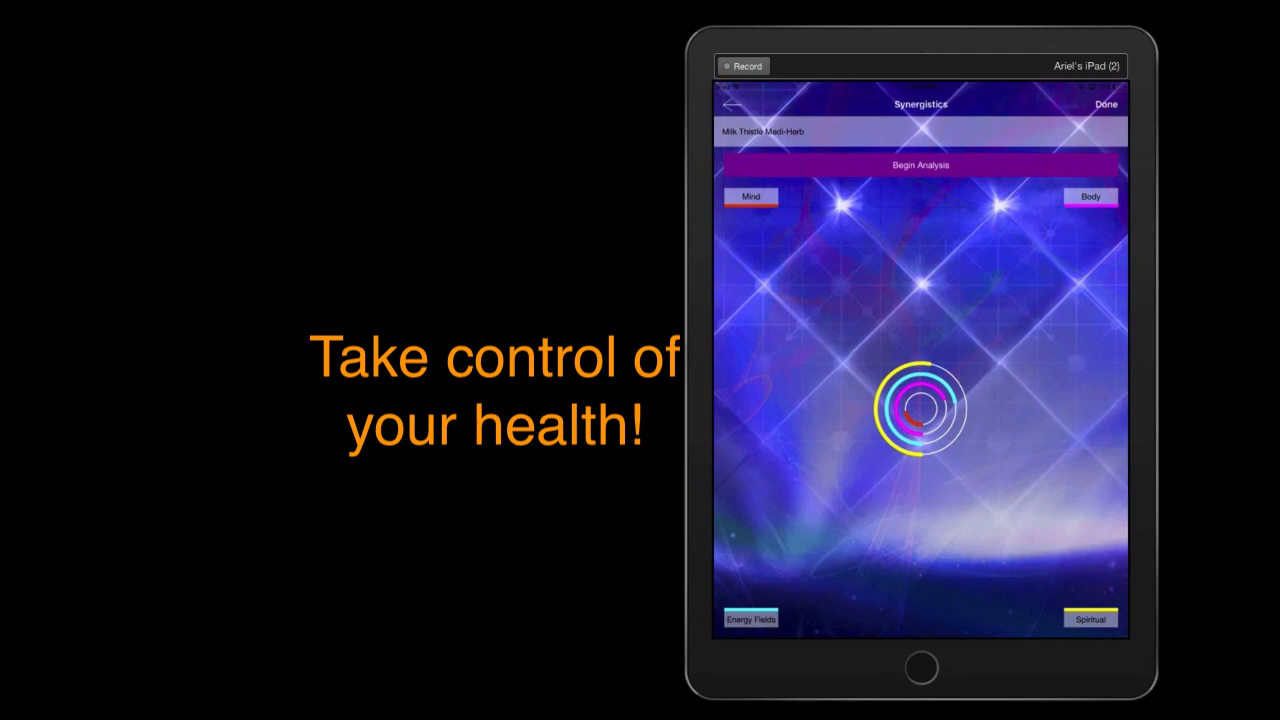 Take control of
your health!
Record
Ariel's iPad (2)
Synergistics
Done
Milk Thistle Medi-Herb
Begin Analysis
Mind
Body
Energy Fields
Spiritual